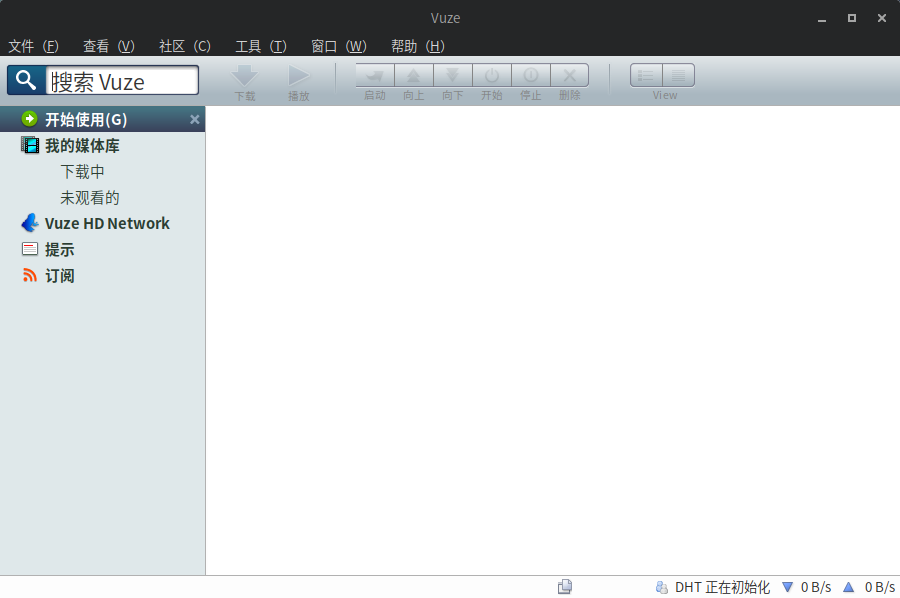 Vuze
文件 (F) 查看 (V) 社区 (C) 工具 (T) 窗口 (W) 帮助 (H)
搜索 Vuze
下载 播放 启动 向上 向下 开始 停止 删除 View
开始使用(G)
我的媒体库
下载中
未观看的
Vuze HD Network
提示
订阅
DHT 正在初始化 0 B/s 0 B/s